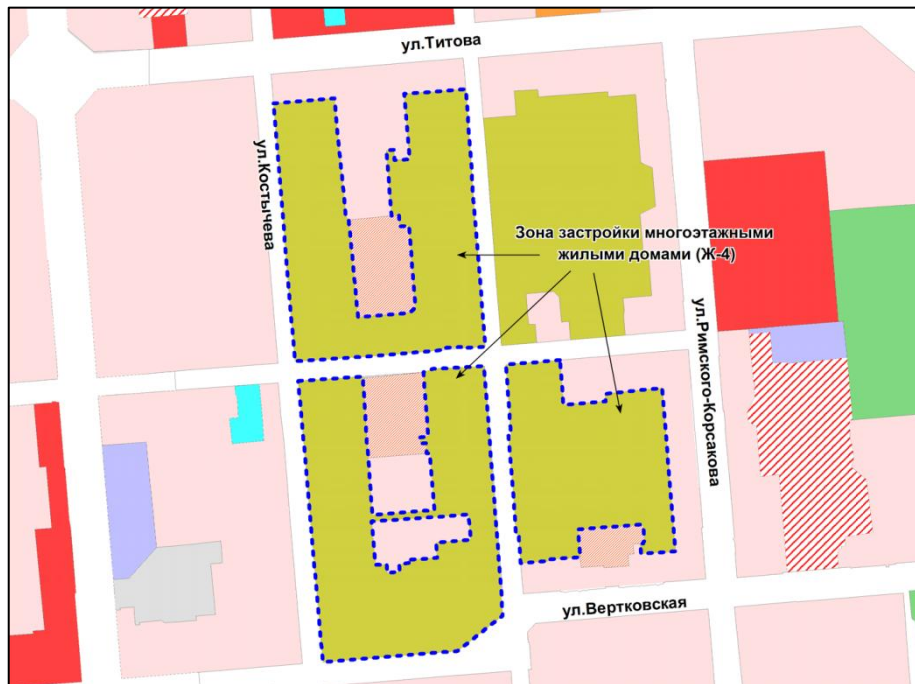 ул.Титова
ул.Костычева
Зона застройки многоэтажными
жилыми домами (Ж-4)
ул.Римского-Корсакова
ул.Вертковская